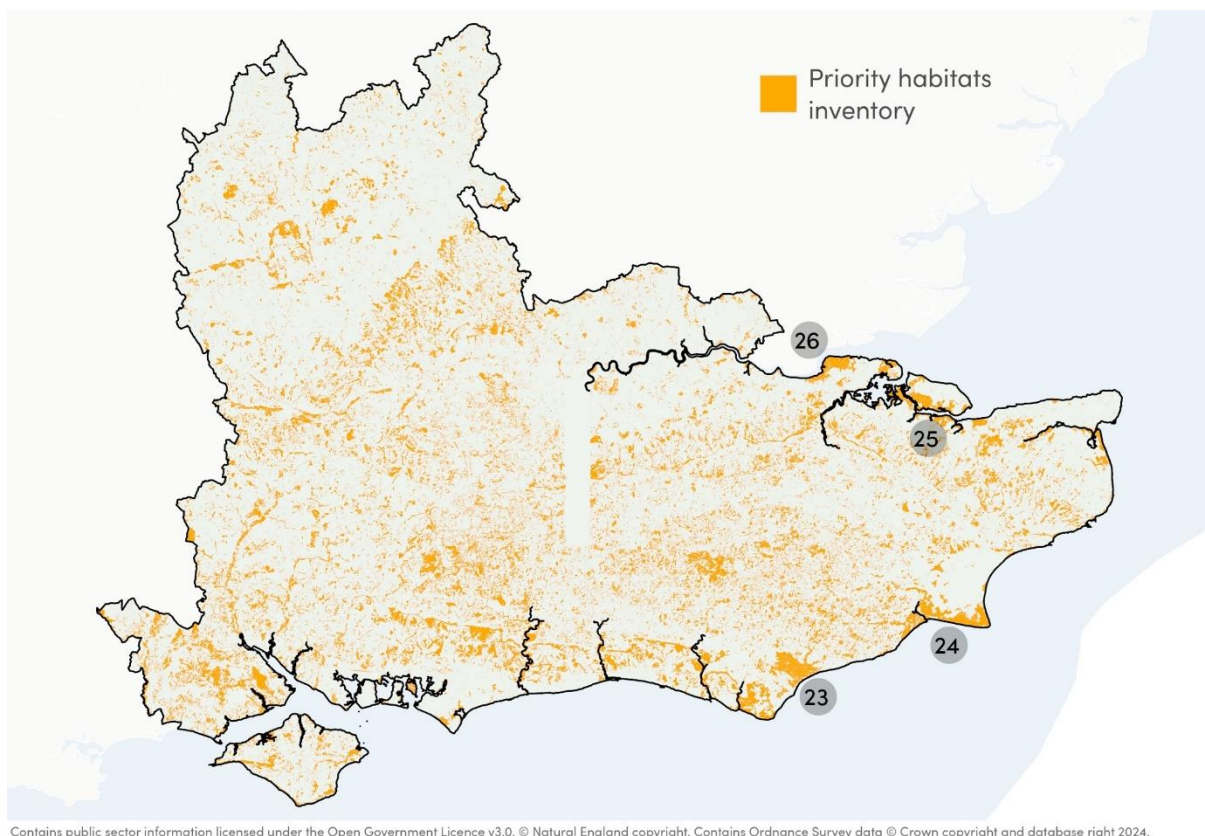 Priority habitats
inventory
26
25
24
23
Contains public sector information licensed under the Open Government Licence v3.0. © Natural England copyright. Contains Ordnance Survey data © Crown copyright and database right 2024.